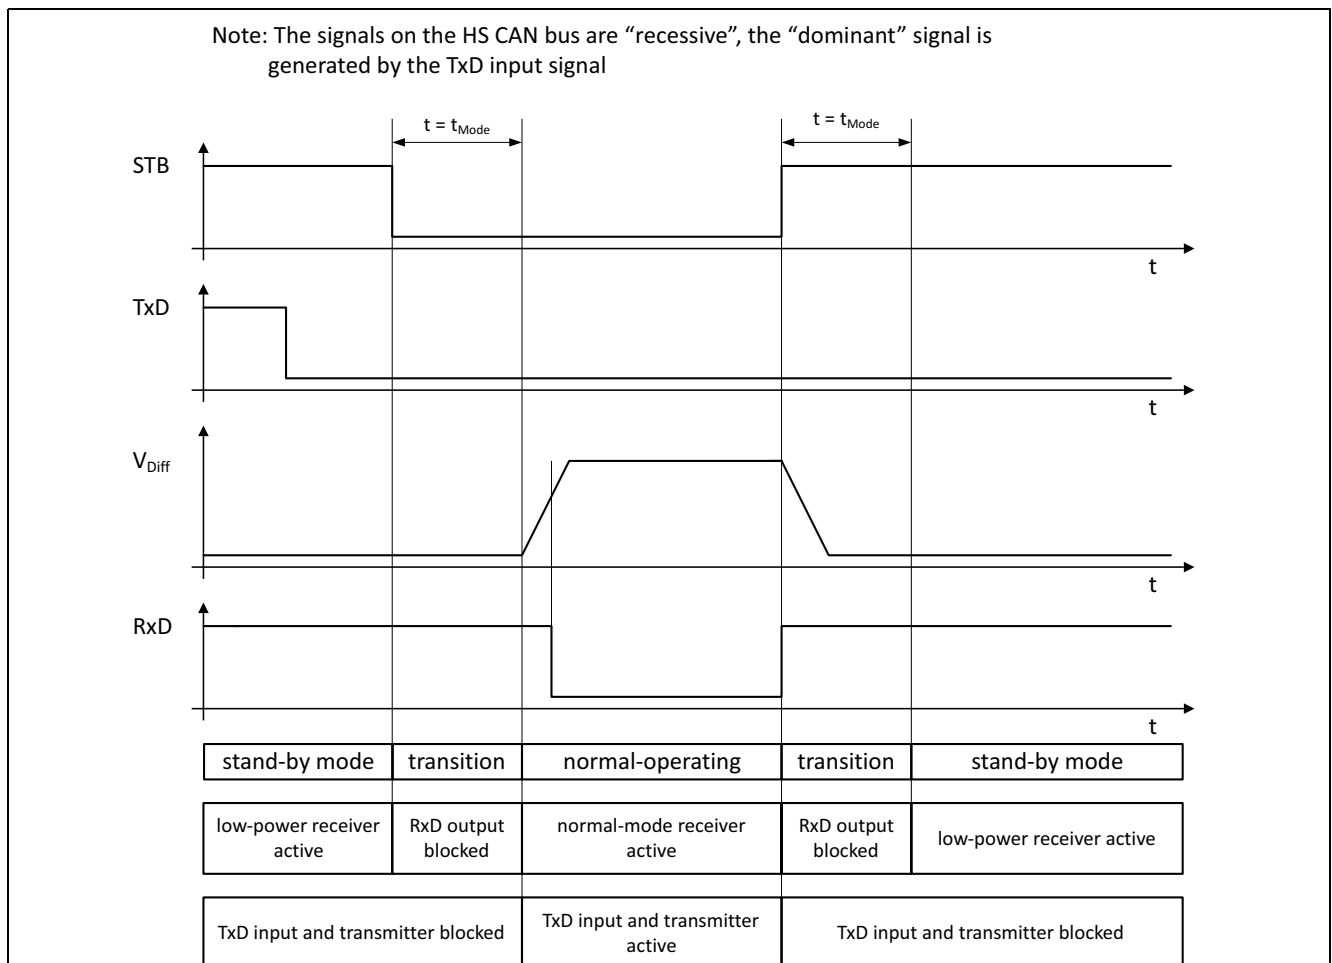 Note: The signals on the HS CAN bus are “recessive”, the “dominant” signal is
generated by the TxD input signal
t = tMode
t = tMode
STB
t
TxD
t
VDiff
t
RxD
t
stand-by mode
transition
normal-operating
transition
stand-by mode
low-power receiver
active
RxD output
blocked
normal-mode receiver
active
RxD output
blocked
low-power receiver active
TxD input and transmitter blocked
TxD input and transmitter
active
TxD input and transmitter blocked